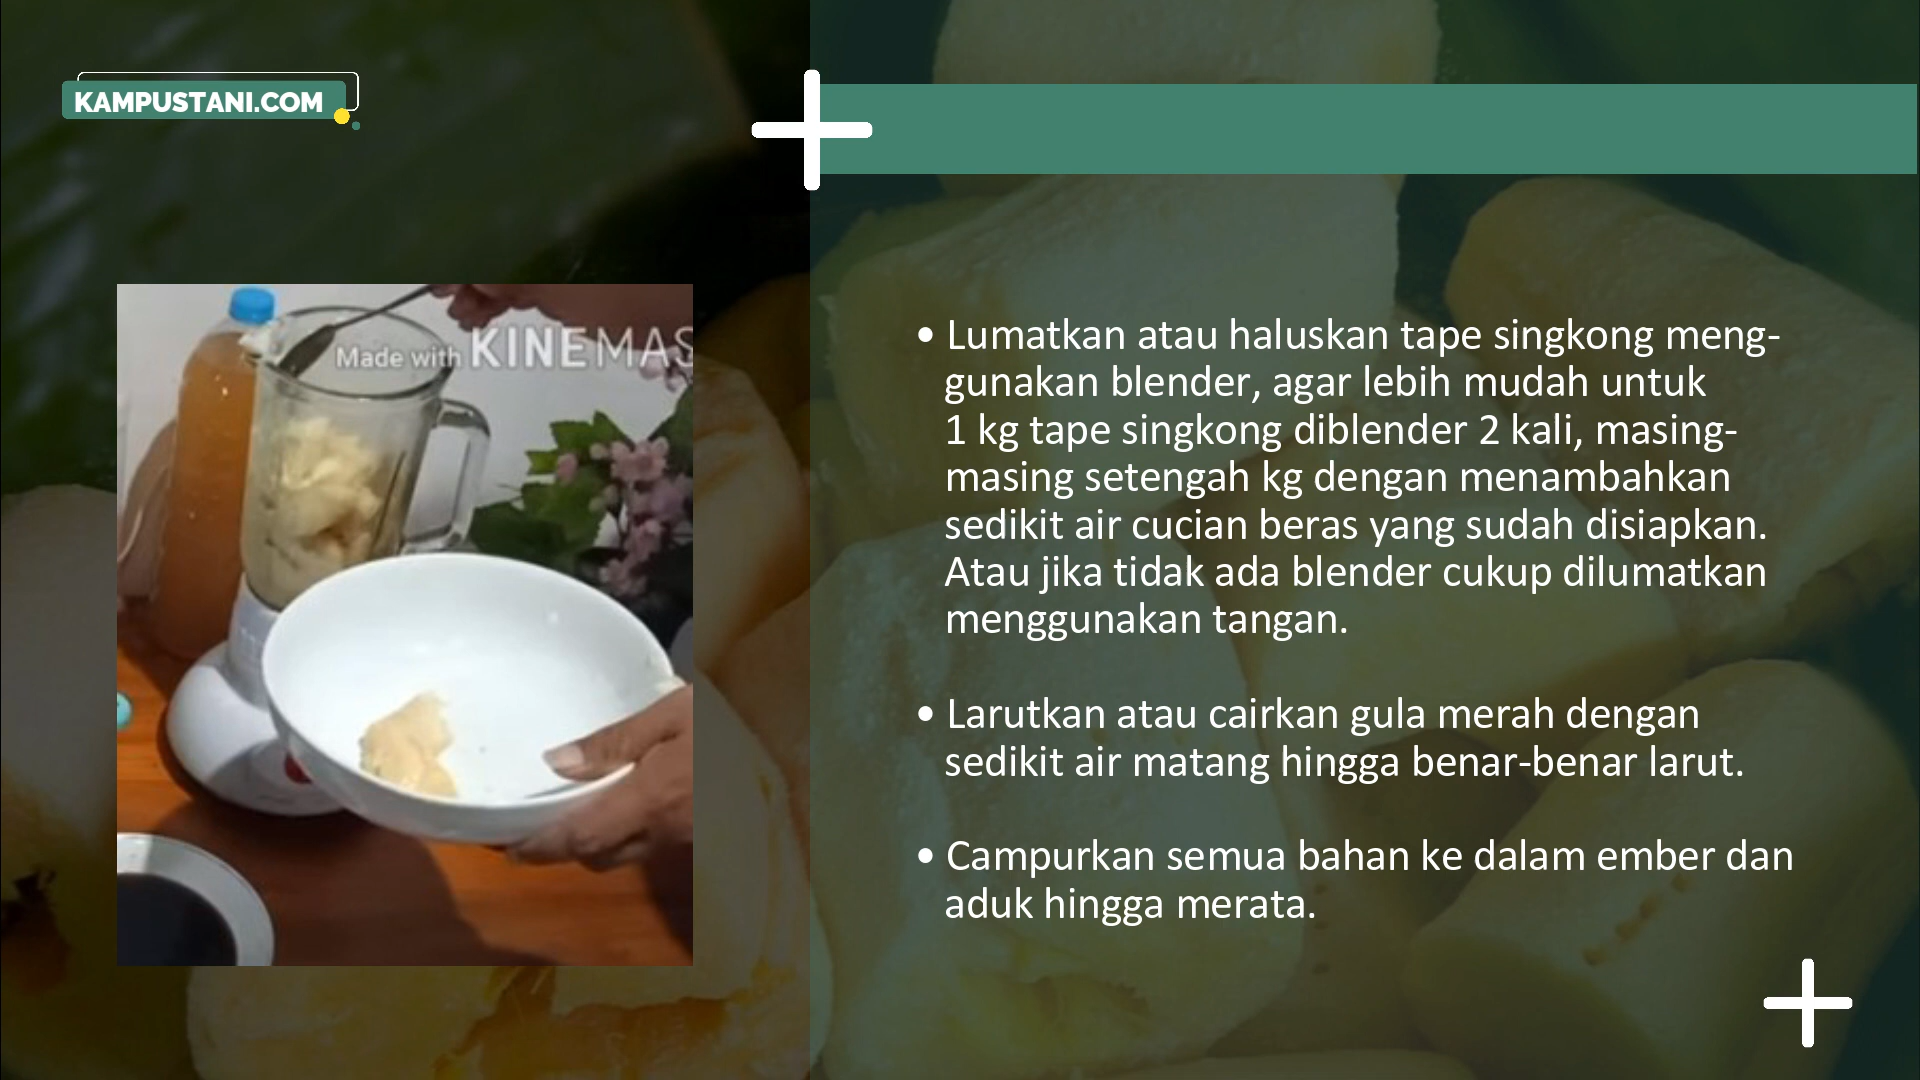 KAMPUSTANI.COM
Made with KINEMAS
• Lumatkan atau haluskan tape singkong meng-
gunakan blender, agar lebih mudah untuk
1 kg tape singkong diblender 2 kali, masing-
masing setengah kg dengan menambahkan
sedikit air cucian beras yang sudah disiapkan.
Atau jika tidak ada blender cukup dilumatkan
menggunakan tangan.
• Larutkan atau cairkan gula merah dengan
sedikit air matang hingga benar-benar larut.
• Campurkan semua bahan ke dalam ember dan
aduk hingga merata.